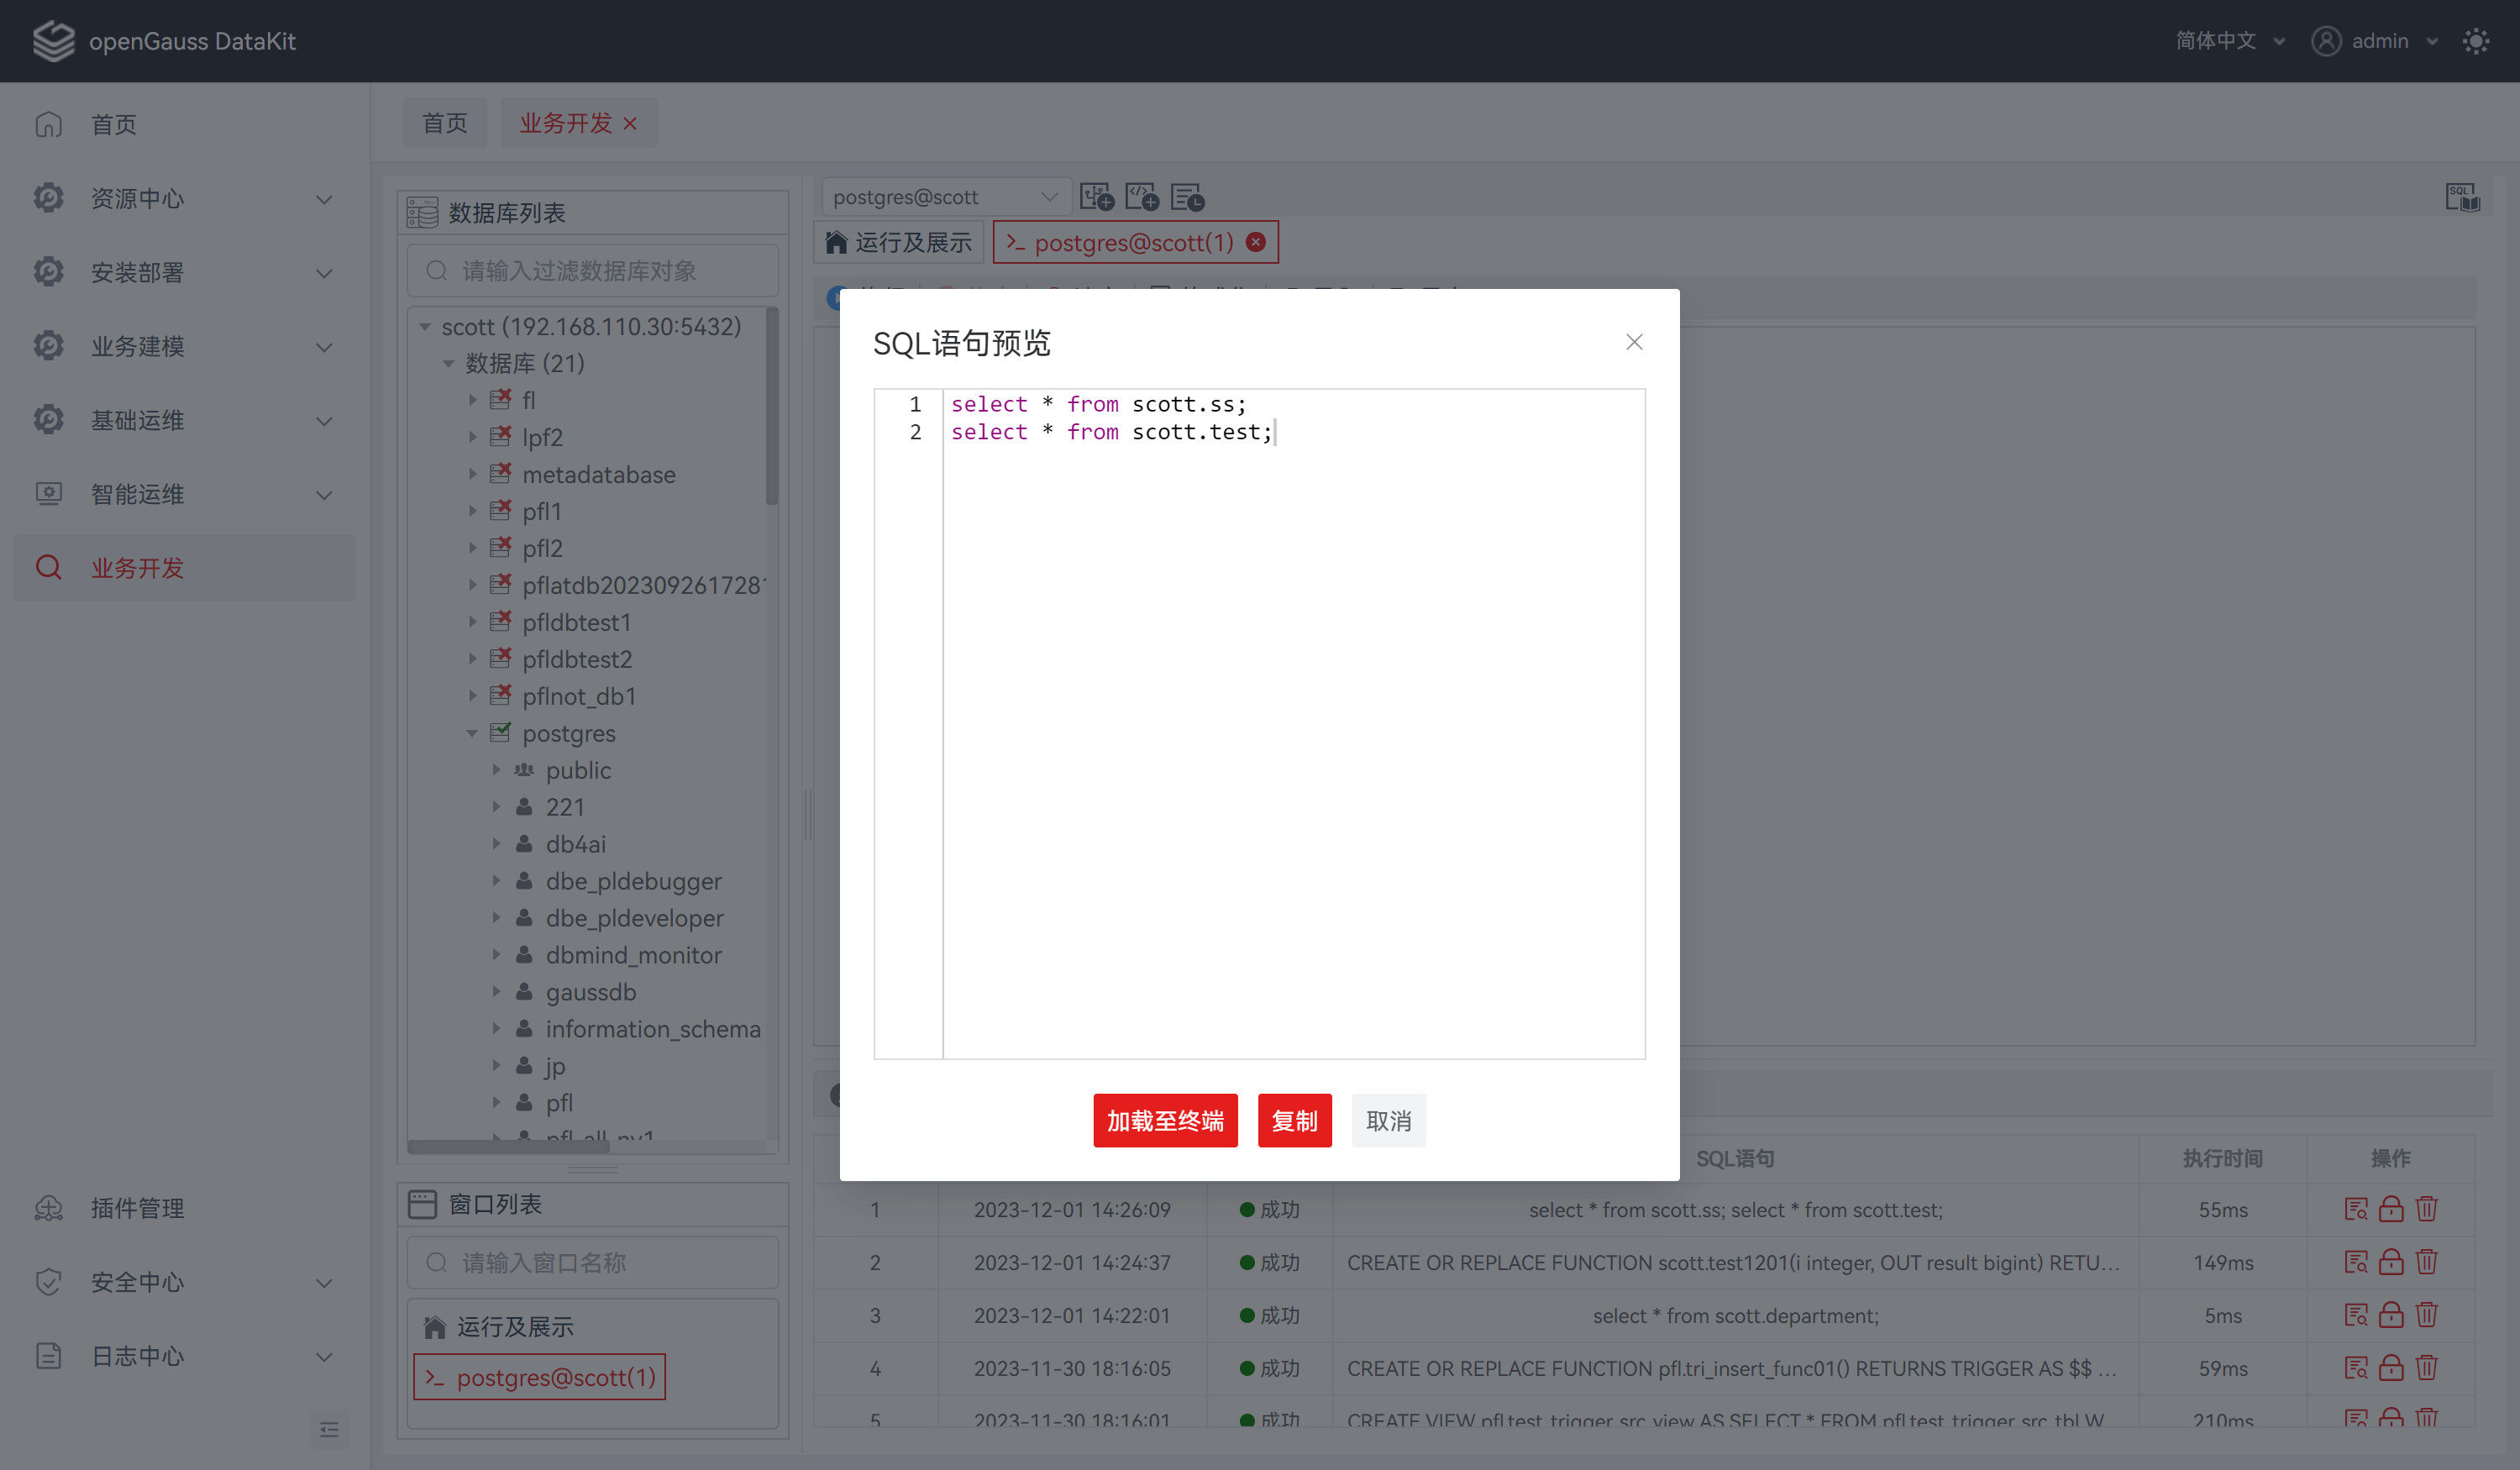 openGauss DataKit
简体中文
admin
首页
资源中心
安装部署
业务建模
基础运维
智能运维
业务开发
插件管理
安全中心
日志中心
首页
业务开发
数据库列表
请输入过滤数据库对象
scott (192.168.110.30:5432)
数据库 (21)
fl
lpf2
metadatabase
pfl1
pfl2
pflatdb2023092617281
pfldbtest1
pfldbtest2
pflnot_db1
postgres
public
221
db4ai
dbe_pldebugger
dbe_pldeveloper
dbmind_monitor
gaussdb
information_schema
jp
pfl
窗口列表
请输入窗口名称
运行及展示
postgres@scott(1)
postgres@scott
SQL
运行及展示
postgres@scott(1)
SQL语句预览
1 select * from scott.ss;
2 select * from scott.test;
加载至终端 复制 取消
SQL语句 执行时间 操作
1 2023-12-01 14:26:09 成功 select * from scott.ss; select * from scott.test; 55ms
2 2023-12-01 14:24:37 成功 CREATE OR REPLACE FUNCTION scott.test1201(i integer, OUT result bigint) RETU... 149ms
3 2023-12-01 14:22:01 成功 select * from scott.department; 5ms
4 2023-11-30 18:16:05 成功 CREATE OR REPLACE FUNCTION pfl.tri_insert_func01() RETURNS TRIGGER AS $$ ... 59ms
5 2023-11-30 18:16:01 成功 CREATE VIEW pfl.test_trigger_src_view AS SELECT * FROM pfl.test_trigger_src_tbl W... 210ms